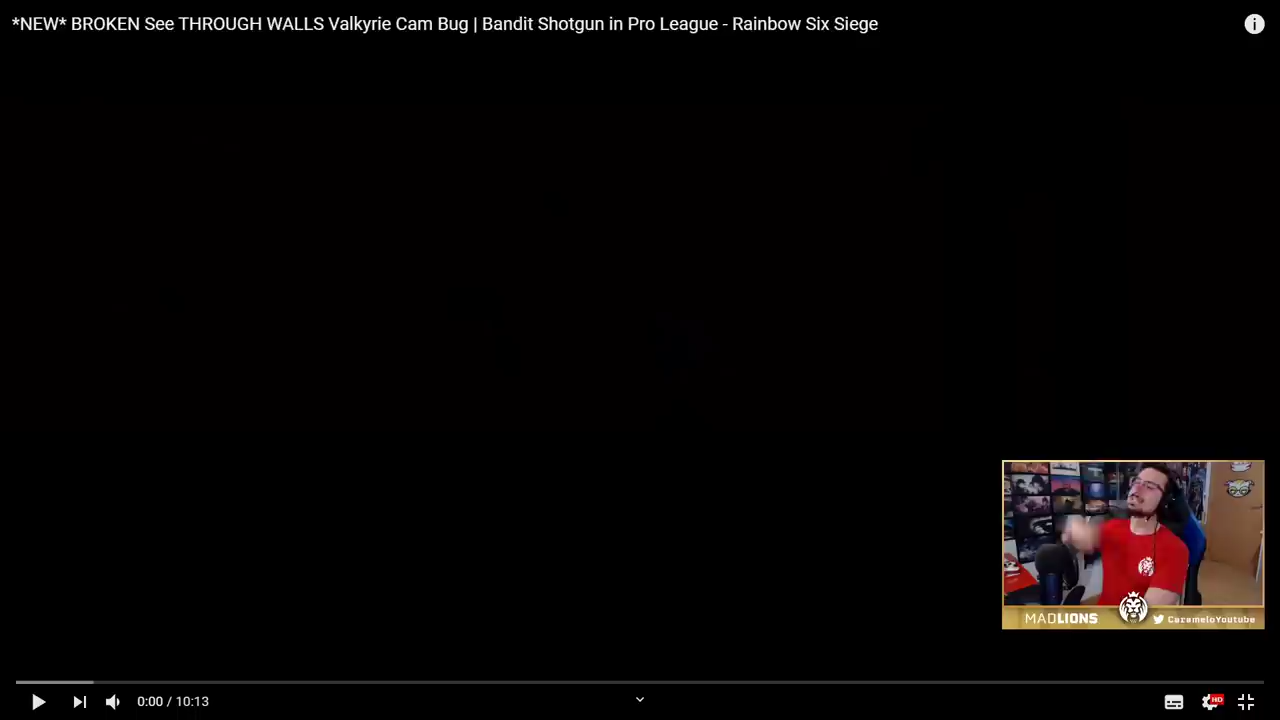 *NEW* BROKEN See THROUGH WALLS Valkyrie Cam Bug | Bandit Shotgun in Pro League - Rainbow Six Siege
MADLIONS
CarameloYoutube
0:00 / 10:13
HD